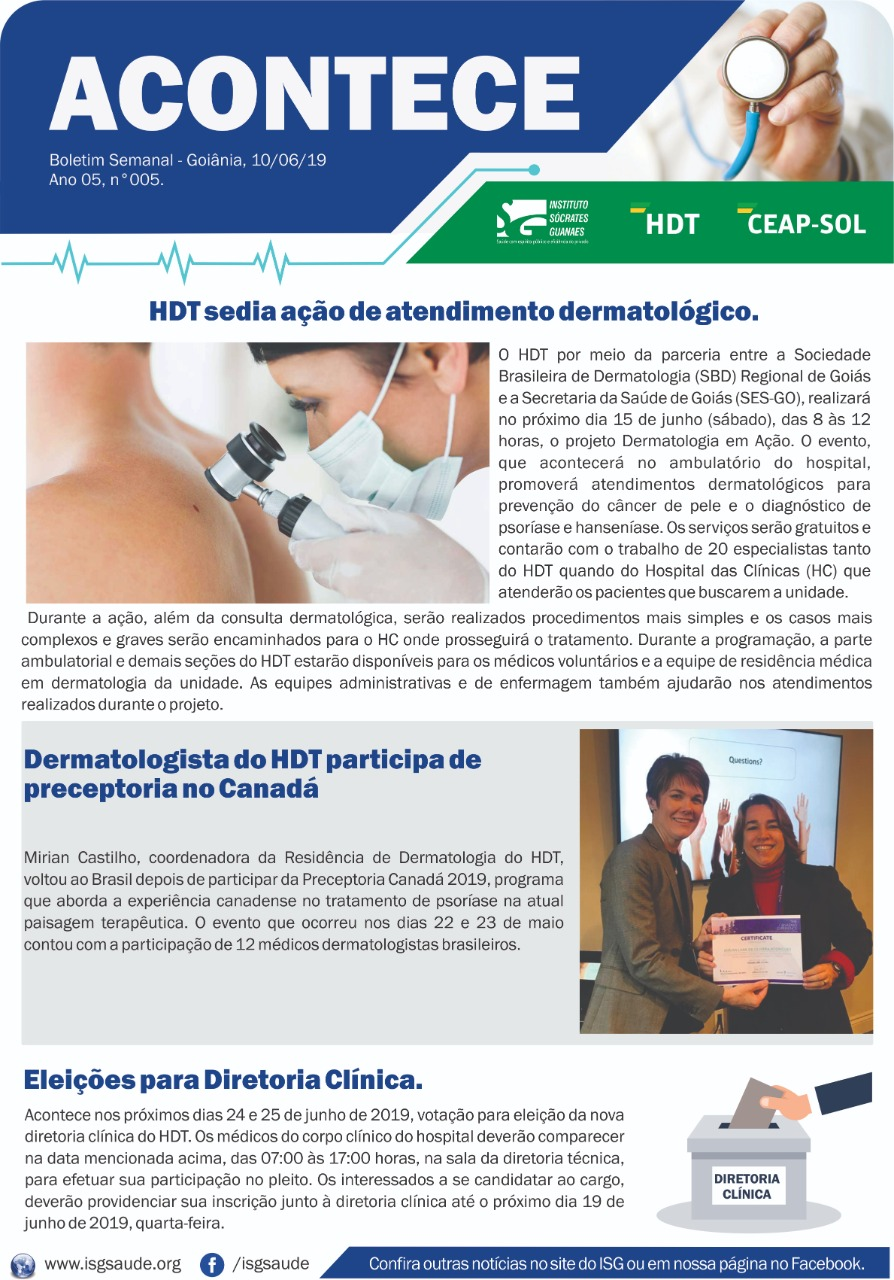 ACONTECE
Boletim Semanal - Goiânia, 10/06/19
Ano 05, n°005.
INSTITUTO
SÓCRATES
GUANAES
HDT
CEAP-SOL
HDT sedia ação de atendimento dermatológico.
O HDT por meio da parceria entre a Sociedade
Brasileira de Dermatologia (SBD) Regional de Goiás
e a Secretaria da Saúde de Goiás (SES-GO), realizará
no próximo dia 15 de junho (sábado), das 8 às 12
horas, o projeto Dermatologia em Ação. O evento,
que acontecerá no ambulatório do hospital,
promoverá atendimentos dermatológicos para
prevenção do câncer de pele e o diagnóstico de
psoríase e hanseníase. Os serviços serão gratuitos e
contarão com o trabalho de 20 especialistas tanto
do HDT quando do Hospital das Clínicas (HC) que
atenderão os pacientes que buscarem a unidade.
Durante a ação, além da consulta dermatológica, serão realizados procedimentos mais simples e os casos mais
complexos e graves serão encaminhados para o HC onde prosseguirá o tratamento. Durante a programação, a parte
ambulatorial e demais seções do HDT estarão disponíveis para os médicos voluntários e a equipe de residência médica
em dermatologia da unidade. As equipes administrativas e de enfermagem também ajudarão nos atendimentos
realizados durante o projeto.
Dermatologista do HDT participa de
preceptoria no Canadá
Mirian Castilho, coordenadora da Residência de Dermatologia do HDT,
voltou ao Brasil depois de participar da Preceptoria Canadá 2019, programa
que aborda a experiência canadense no tratamento de psoríase na atual
paisagem terapêutica. O evento que ocorreu nos dias 22 e 23 de maio
contou com a participação de 12 médicos dermatologistas brasileiros.
Questions?
CERTIFICATE
Eleições para Diretoria Clínica.
Acontece nos próximos dias 24 e 25 de junho de 2019, votação para eleição da nova
diretoria clínica do HDT. Os médicos do corpo clínico do hospital deverão comparecer
na data mencionada acima, das 07:00 às 17:00 horas, na sala da diretoria técnica,
para efetuar sua participação no pleito. Os interessados a se candidatar ao cargo,
deverão providenciar sua inscrição junto à diretoria clínica até o próximo dia 19 de
junho de 2019, quarta-feira.
DIRETORIA
CLÍNICA
www.isgsaude.org
/isgsaude
Confira outras notícias no site do ISG ou em nossa página no Facebook.